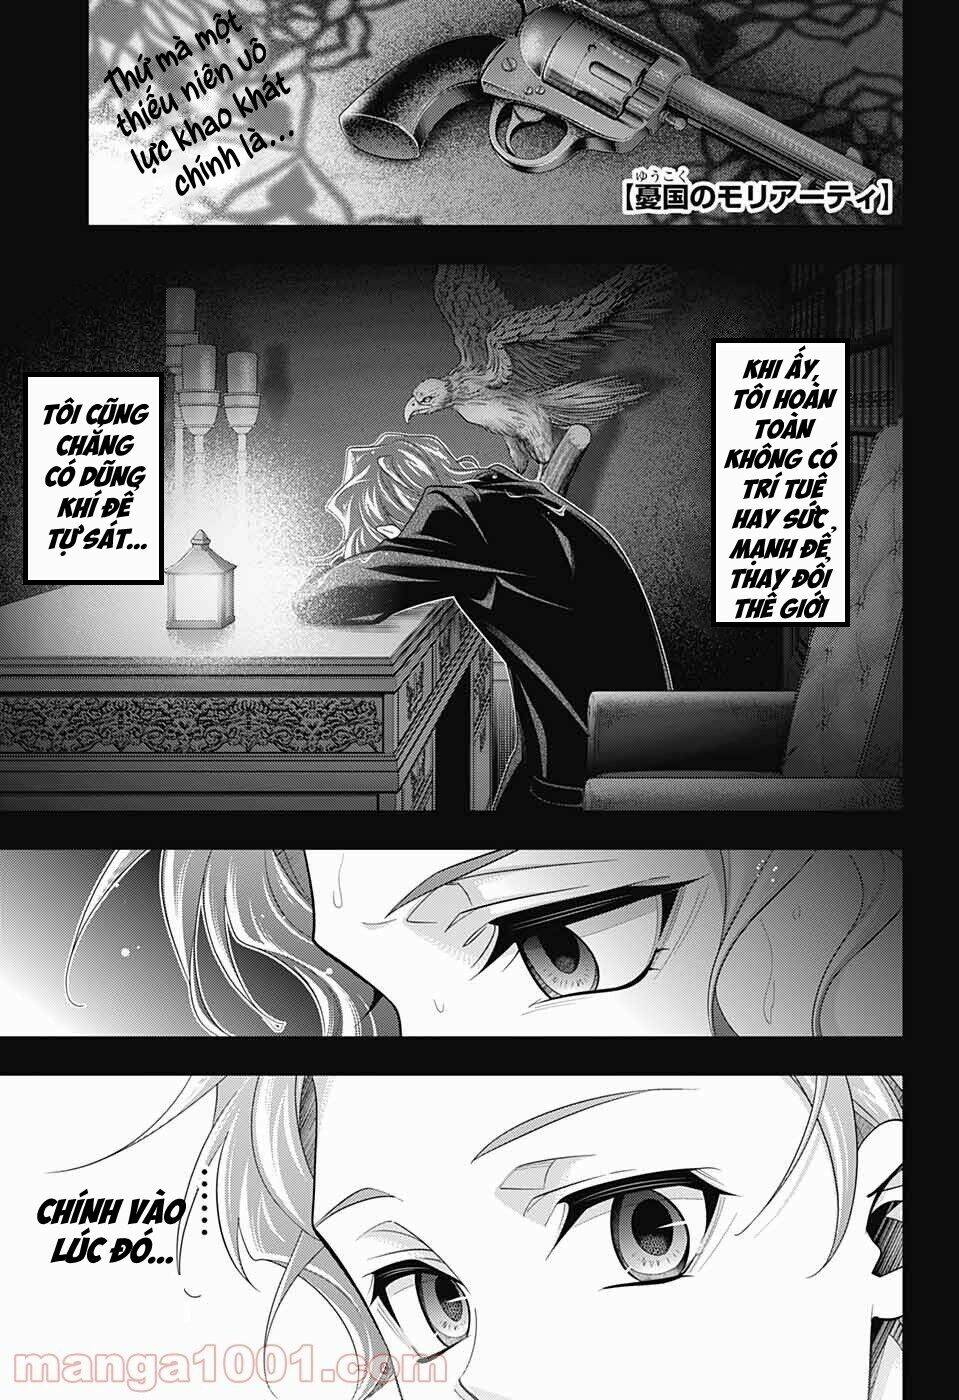 Thứ mà một
thiếu niên vô
lực khao khát
chính là...
ゆうこく
【憂国のモリアーティ】
KHI ẤY,
TÔI HOÀN
TOÀN
KHÔNG CÓ
TRÍ TUỆ
HAY SỨC
MẠNH ĐỂ
THAY ĐỔI
THẾ GIỚI
TÔI CŨNG
CHẲNG
CÓ DŨNG
KHÍ ĐỂ
TỰ SÁT...
CHÍNH VÀO
LÚC ĐÓ...
manga1001.com